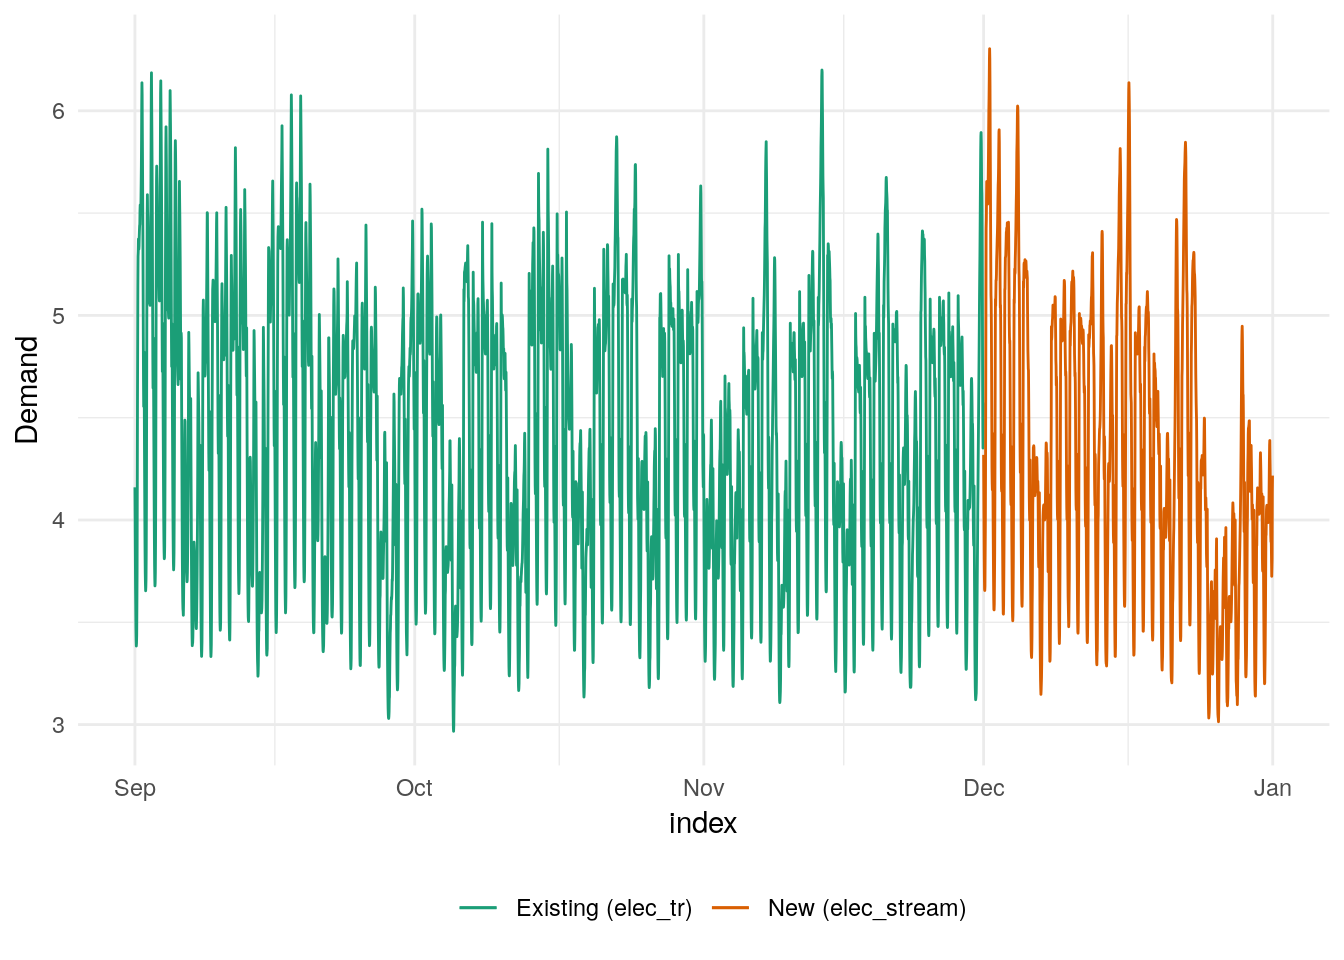 6
5
4
3
Demand
Sep Oct Nov Dec Jan
index
Existing (elec_tr) New (elec_stream)